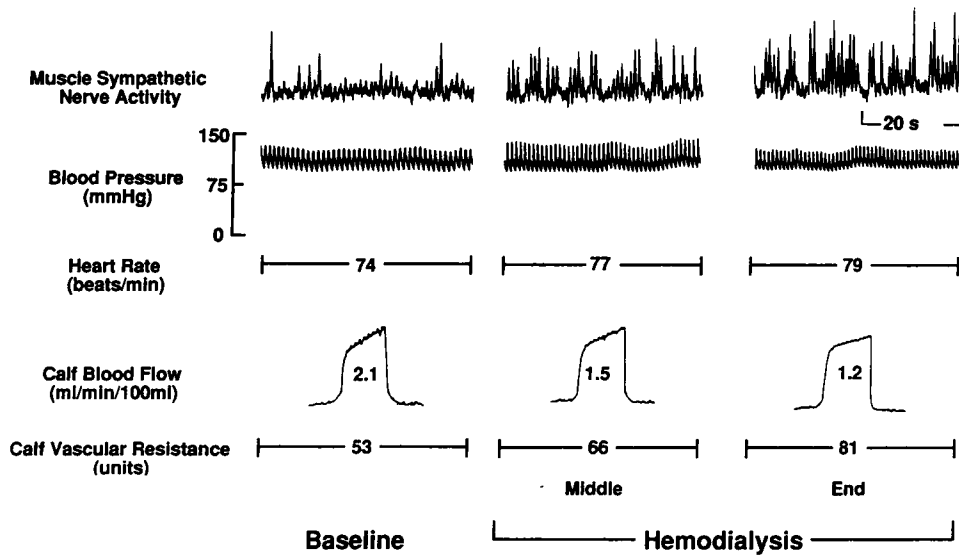 Muscle Sympathetic
Nerve Activity
20 s
150
Blood Pressure
(mmHg)
75
0
Heart Rate
(beats/min)
74
77
79
Calf Blood Flow
(ml/min/100ml)
2.1
1.5
1.2
Calf Vascular Resistance
(units)
53
66
81
Middle
End
Baseline
Hemodialysis